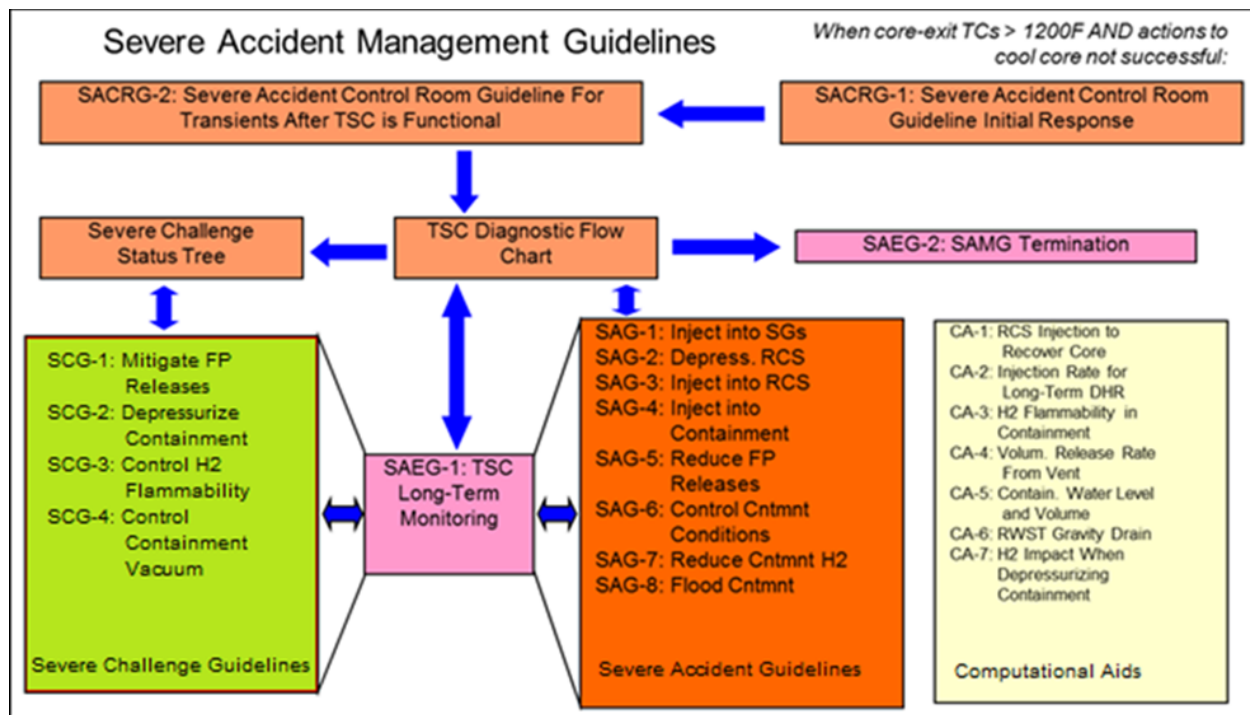 Severe Accident Management Guidelines
When core-exit TCs > 1200F AND actions to
cool core not successful:
SACRG-2: Severe Accident Control Room Guideline For
Transients After TSC is Functional
SACRG-1: Severe Accident Control Room
Guideline Initial Response
Severe Challenge
Status Tree
TSC Diagnostic Flow
Chart
SAEG-2: SAMG Termination
SCG-1: Mitigate FP
Releases
SCG-2: Depressurize
Containment
SCG-3: Control H2
Flammability
SCG-4: Control
Containment
Vacuum
Severe Challenge Guidelines
SAEG-1: TSC
Long-Term
Monitoring
SAG-1: Inject into SGs
SAG-2: Depress. RCS
SAG-3: Inject into RCS
SAG-4: Inject into
Containment
SAG-5: Reduce FP
Releases
SAG-6: Control Cntmnt
Conditions
SAG-7: Reduce Cntmnt H2
SAG-8: Flood Cntmnt
Severe Accident Guidelines
CA-1: RCS Injection to
Recover Core
CA-2: Injection Rate for
Long-Term DHR
CA-3: H2 Flammability in
Containment
CA-4: Volum. Release Rate
From Vent
CA-5: Contain. Water Level
and Volume
CA-6: RWST Gravity Drain
CA-7: H2 Impact When
Depressurizing
Containment
Computational Aids